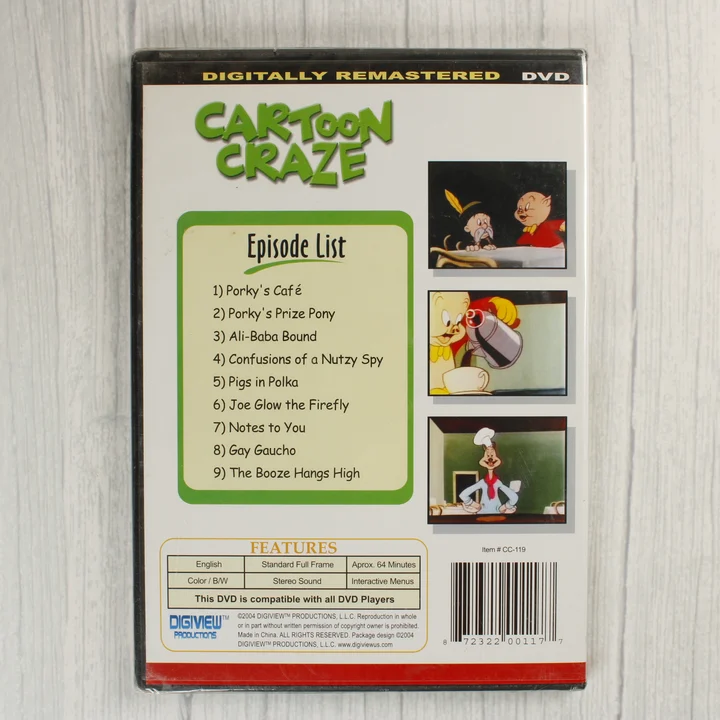 DIGITALLY REMASTERED DVD
CARTOON
CRAZE
Episode List
1) Porky's Café
2) Porky's Prize Pony
3) Ali-Baba Bound
4) Confusions of a Nutzy Spy
5) Pigs in Polka
6) Joe Glow the Firefly
7) Notes to You
8) Gay Gaucho
9) The Booze Hangs High
FEATURES
English Standard Full Frame Aprox. 64 Minutes
Color / B/W Stereo Sound Interactive Menus
This DVD is compatible with all DVD Players
DIGIVIEW™
PRODUCTIONS
©2004 DIGIVIEW™ PRODUCTIONS, L.L.C. Reproduction in whole
or in part without written permission of copyright owner is prohibited.
Made in China. ALL RIGHTS RESERVED. Package design ©2004
DIGIVIEW™ PRODUCTIONS, L.L.C. www.digiviewus.com
Item # CC-119
8 72322 00117 7